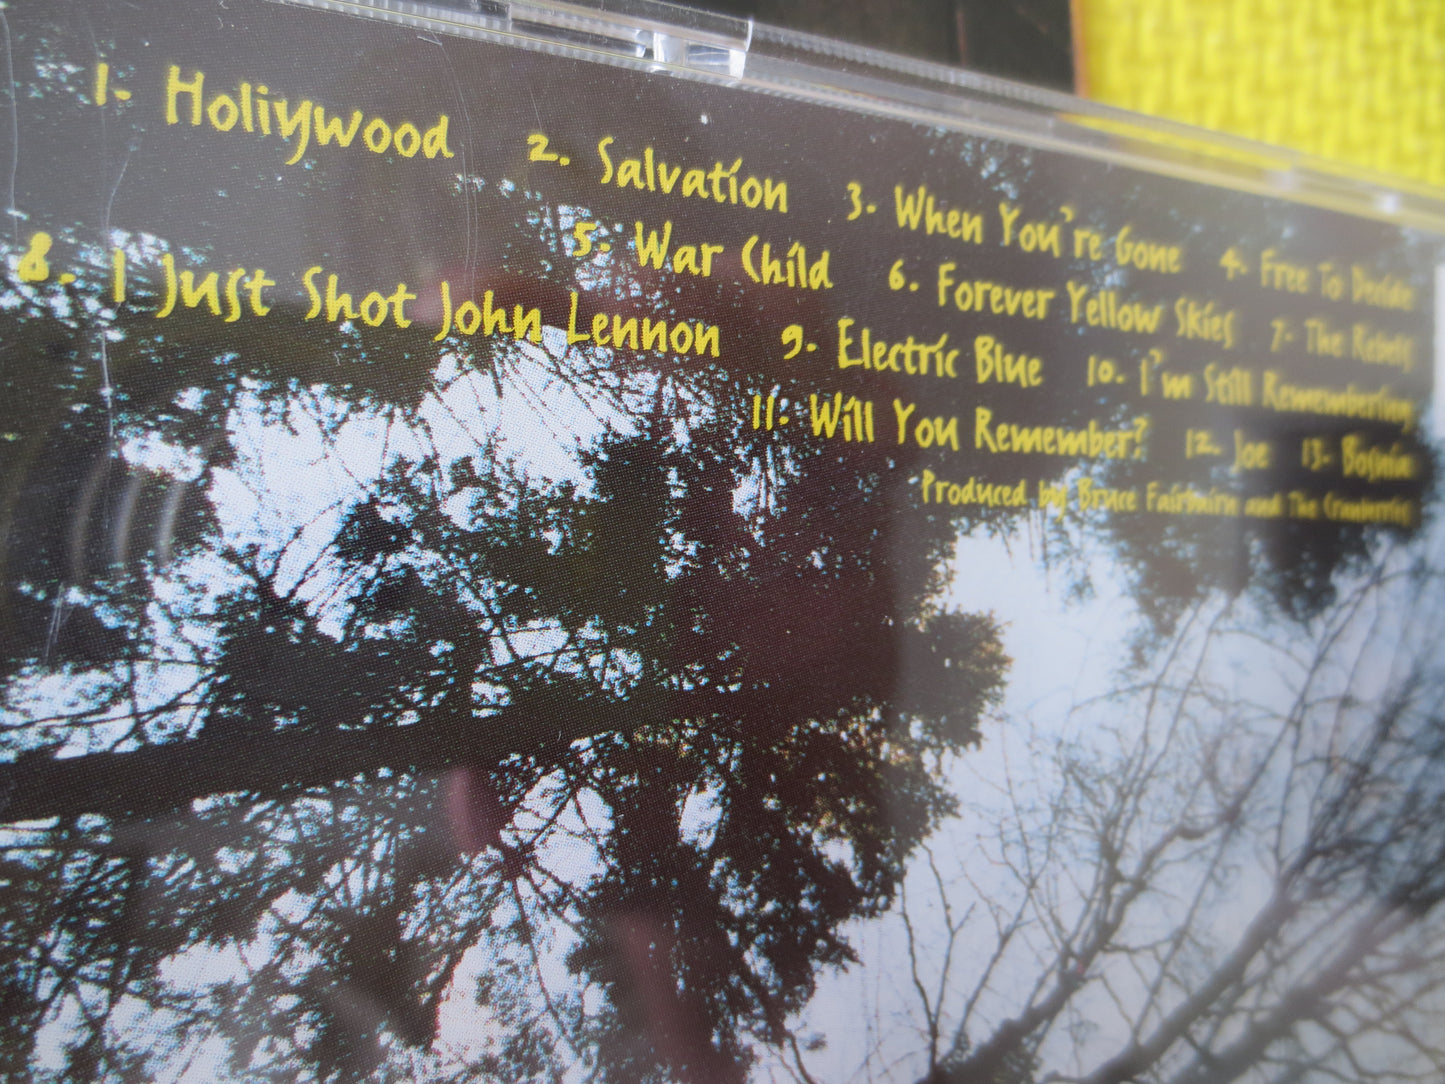 1. Hollywood 2. Salvation 3. When You're Gone 4. Free To Decide
5. War Child 6. Forever Yellow Skies 7. The Rebels
8. I Just Shot John Lennon 9. Electric Blue 10. I'm Still Remembering
11. Will You Remember? 12. Joe 13. Bosnia
Produced by Bruce Fairbairn and The Cranberries